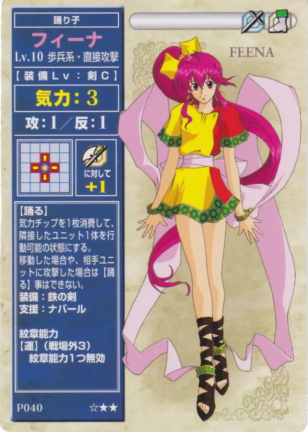 踊り子
フィーナ
FEENA
Lv.10 歩兵系・直接攻撃
【装備Lv：剣C】
気力：3
攻：1／反：1
に対して
+1
【踊る】
気力チップを1枚消費して、
隣接したユニット1体を行
動可能の状態にする。
移動した場合や、相手ユニ
ットに攻撃した場合は【踊
る】事はできない。
装備：鉄の剣
支援：ナバール
紋章能力
【運】（戦場外3）
紋章能力1つ無効
P040
☆★★